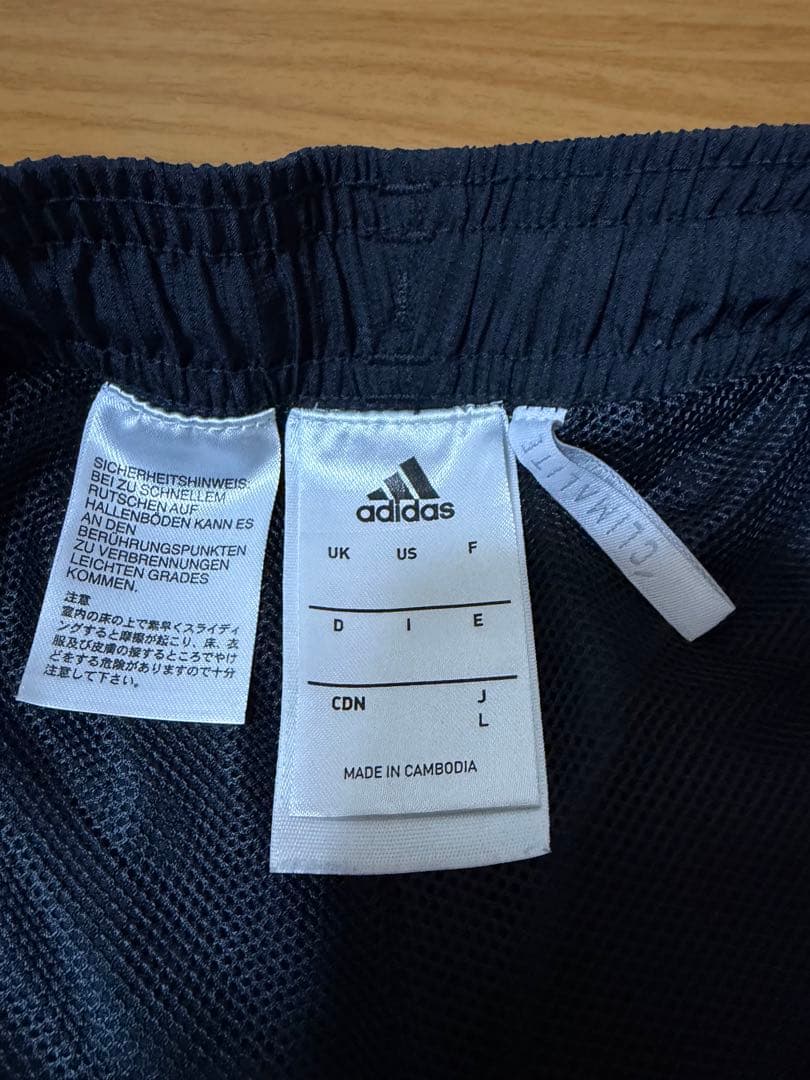 SICHERHEITSHINWEIS:
BEI ZU SCHNELLEM
RUTSCHEN AUF
HALLENBÖDEN KANN ES
AN DEN
BERÜHRUNGSPUNKTEN
ZU VERBRENNUNGEN
LEICHTEN GRADES
KOMMEN.
注意
室内の床の上で素早くスライディ
ングすると摩擦が起こり、床、衣
服及び皮膚の接するところでやけ
どをする危険がありますので十分
注意して下さい。
adidas
UK US F
D I E
CDN J
L
MADE IN CAMBODIA
CLIMALITE